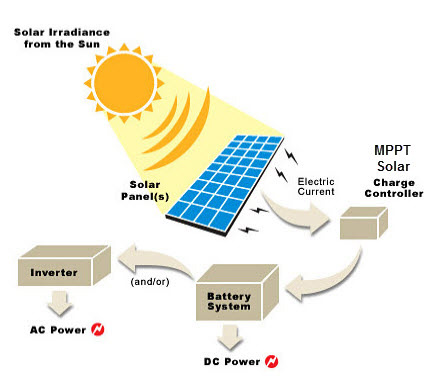 Solar Irradiance
from the Sun
Solar
Panel(s)
Electric
Current
MPPT
Solar
Charge
Controller
Inverter
(and/or)
Battery
System
AC Power
DC Power